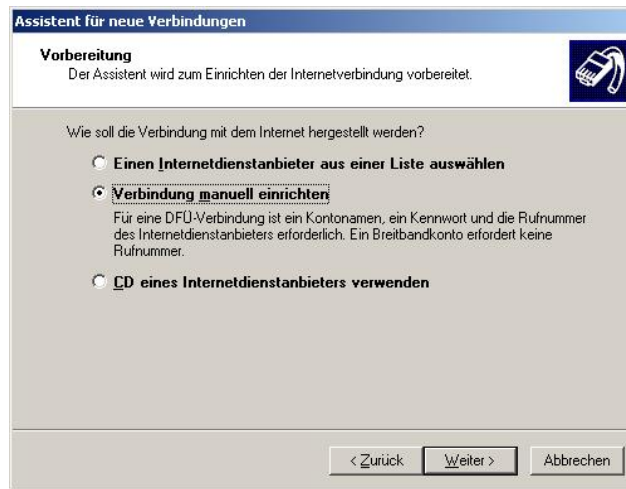 Assistent für neue Verbindungen
Vorbereitung
Der Assistent wird zum Einrichten der Internetverbindung vorbereitet.
Wie soll die Verbindung mit dem Internet hergestellt werden?
Einen Internetdienstanbieter aus einer Liste auswählen
Verbindung manuell einrichten
Für eine DFÜ-Verbindung ist ein Kontonamen, ein Kennwort und die Rufnummer
des Internetdienstanbieters erforderlich. Ein Breitbandkonto erfordert keine
Rufnummer.
CD eines Internetdienstanbieters verwenden
< Zurück Weiter > Abbrechen